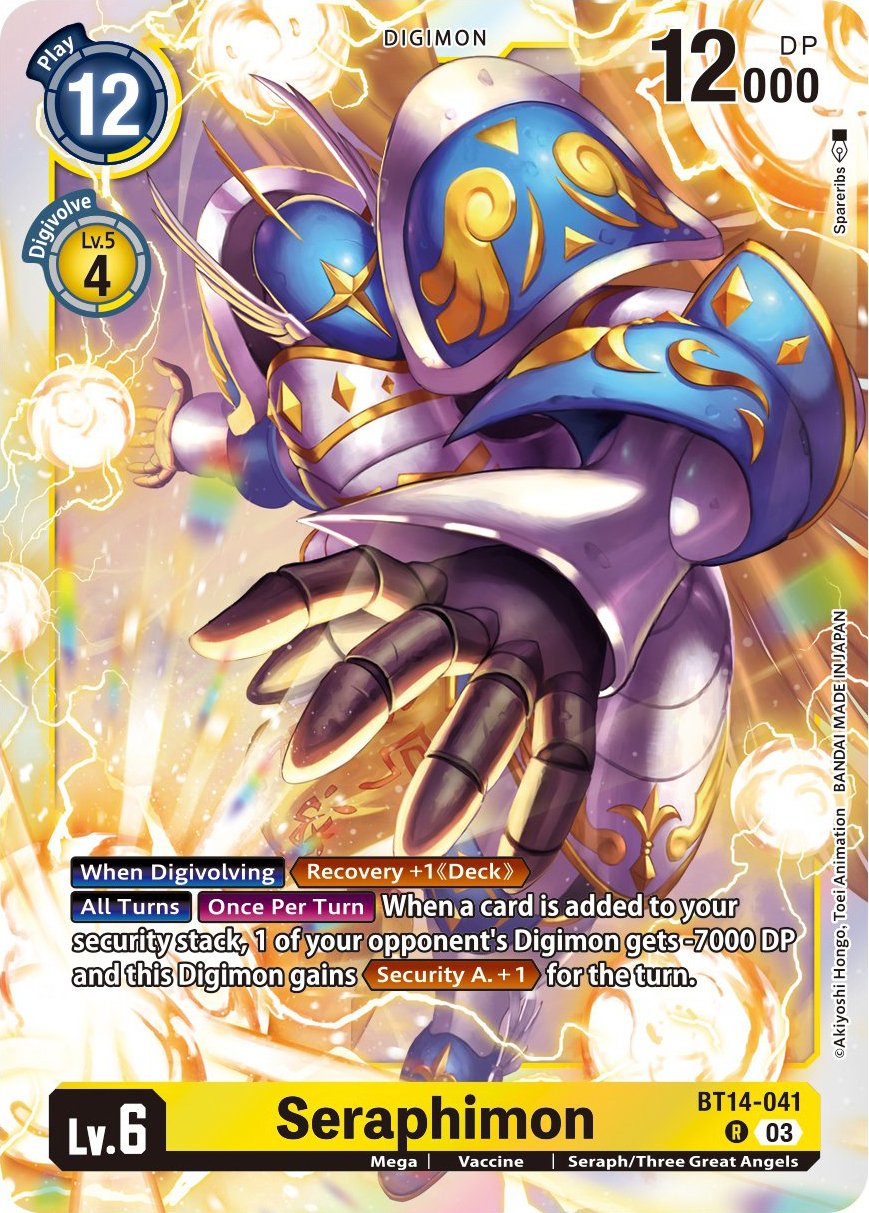 DIGIMON
Play
12
12000
DP
Digivolve
Lv.5
4
Spareribs
When Digivolving Recovery +1《Deck》
All Turns Once Per Turn When a card is added to your
security stack, 1 of your opponent's Digimon gets -7000 DP
and this Digimon gains Security A. +1 for the turn.
©Akiyoshi Hongo, Toei Animation BANDAI MADE IN JAPAN
Lv.6
Seraphimon
BT14-041
R 03
Mega | Vaccine | Seraph/Three Great Angels